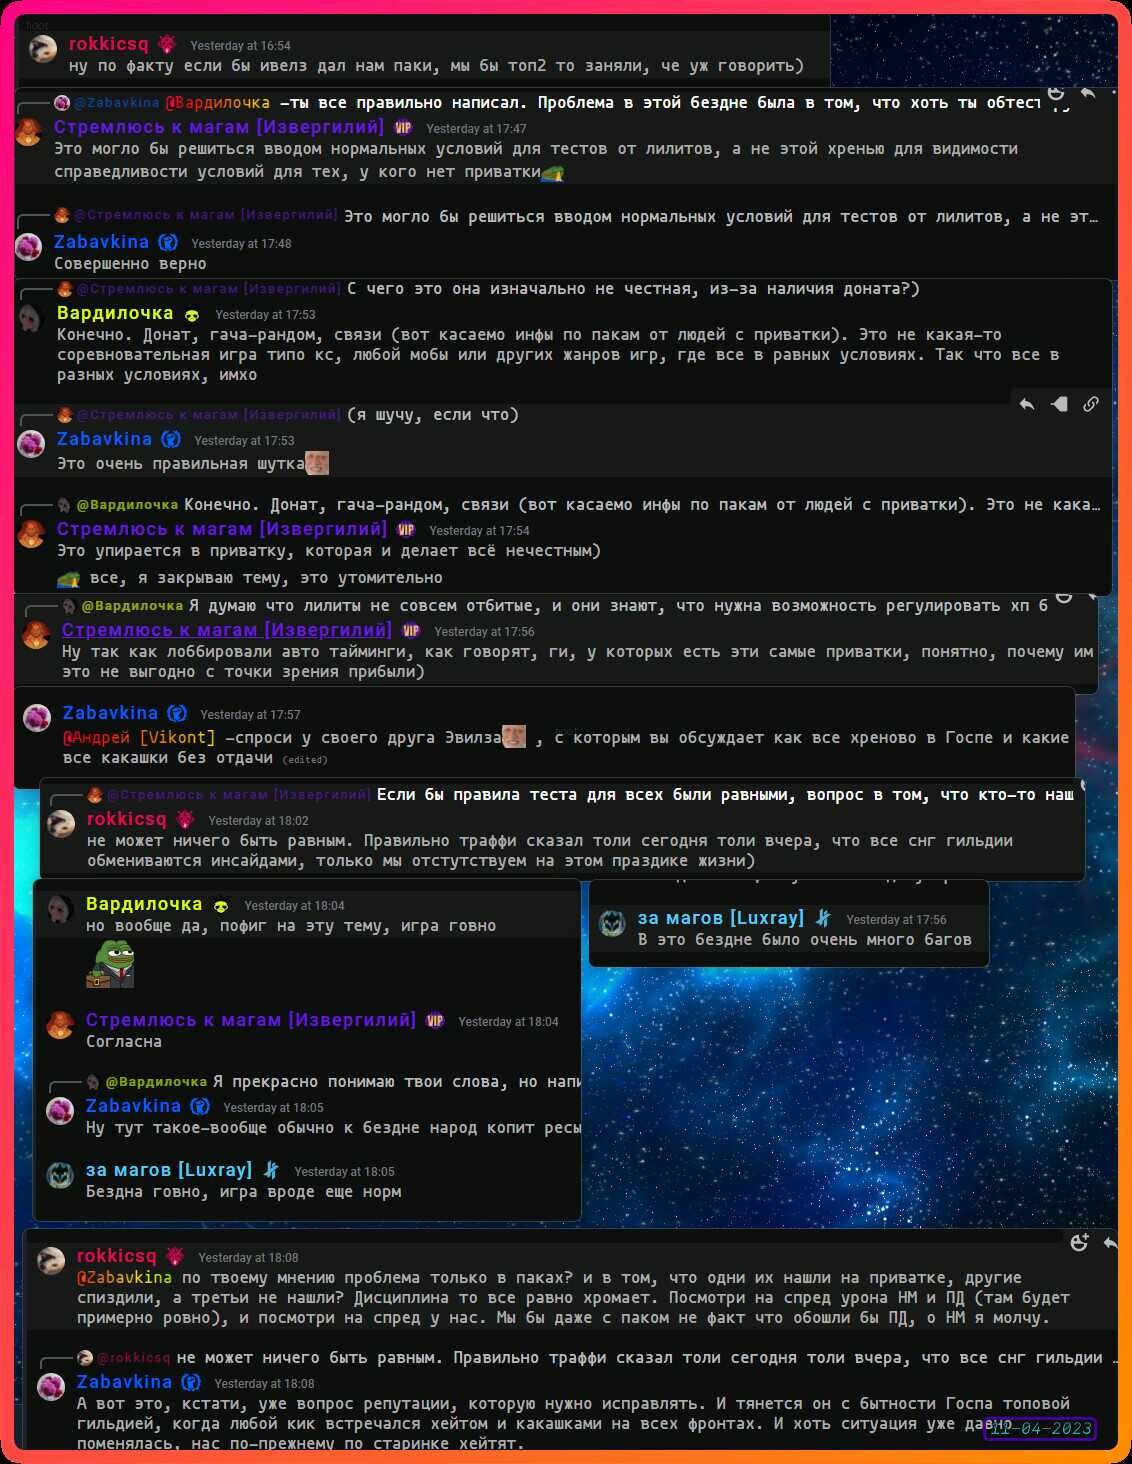 rokkicsq Yesterday at 16:54
ну по факту если бы ивелз дал нам паки, мы бы топ2 то заняли, че уж говорить)
@Zabavkina @Вардилочка -ты все правильно написал. Проблема в этой бездне была в том, что хоть ты обтест
Стремлюсь к магам [Извергилий] VIP Yesterday at 17:47
Это могло бы решиться вводом нормальных условий для тестов от лилитов, а не этой хренью для видимости
справедливости условий для тех, у кого нет приватки
@Стремлюсь к магам [Извергилий] Это могло бы решиться вводом нормальных условий для тестов от лилитов, а не эт…
Zabavkina Yesterday at 17:48
Совершенно верно
@Стремлюсь к магам [Извергилий] С чего это она изначально не честная, из-за наличия доната?)
Вардилочка Yesterday at 17:53
Конечно. Донат, гача-рандом, связи (вот касаемо инфы по пакам от людей с приватки). Это не какая-то
соревновательная игра типо кс, любой мобы или других жанров игр, где все в равных условиях. Так что все в
разных условиях, имхо
@Стремлюсь к магам [Извергилий] (я шучу, если что)
Zabavkina Yesterday at 17:53
Это очень правильная шутка
@Вардилочка Конечно. Донат, гача-рандом, связи (вот касаемо инфы по пакам от людей с приватки). Это не кака…
Стремлюсь к магам [Извергилий] VIP Yesterday at 17:54
Это упирается в приватку, которая и делает всё нечестным)
все, я закрываю тему, это утомительно
@Вардилочка Я думаю что лилиты не совсем отбитые, и они знают, что нужна возможность регулировать хп б
Стремлюсь к магам [Извергилий] VIP Yesterday at 17:56
Ну так как лоббировали авто тайминги, как говорят, ги, у которых есть эти самые приватки, понятно, почему им
это не выгодно с точки зрения прибыли)
Zabavkina Yesterday at 17:57
@Андрей [Vikont] -спроси у своего друга Эвилза , с которым вы обсуждает как все хреново в Госпе и какие
все какашки без отдачи (edited)
@Стремлюсь к магам [Извергилий] Если бы правила теста для всех были равными, вопрос в том, что кто-то наш
rokkicsq Yesterday at 18:02
не может ничего быть равным. Правильно траффи сказал толи сегодня толи вчера, что все снг гильдии
обмениваются инсайдами, только мы отстутствуем на этом праздике жизни)
Вардилочка Yesterday at 18:04
но вообще да, пофиг на эту тему, игра говно
за магов [Luxray] Yesterday at 17:56
В это бездне было очень много багов
Стремлюсь к магам [Извергилий] VIP Yesterday at 18:04
Согласна
@Вардилочка Я прекрасно понимаю твои слова, но напи
Zabavkina Yesterday at 18:05
Ну тут такое-вообще обычно к бездне народ копит ресы
за магов [Luxray] Yesterday at 18:05
Бездна говно, игра вроде еще норм
rokkicsq Yesterday at 18:08
@Zabavkina по твоему мнению проблема только в паках? и в том, что одни их нашли на приватке, другие
спиздили, а третьи не нашли? Дисциплина то все равно хромает. Посмотри на спред урона НМ и ПД (там будет
примерно ровно), и посмотри на спред у нас. Мы бы даже с паком не факт что обошли бы ПД, о НМ я молчу.
@rokkicsq не может ничего быть равным. Правильно траффи сказал толи сегодня толи вчера, что все снг гильдии …
Zabavkina Yesterday at 18:08
А вот это, кстати, уже вопрос репутации, которую нужно исправлять. И тянется он с бытности Госпа топовой
гильдией, когда любой кик встречался хейтом и какашками на всех фронтах. И хоть ситуация уже давно
11-04-2023
поменялась, нас по-прежнему по старинке хейтят.